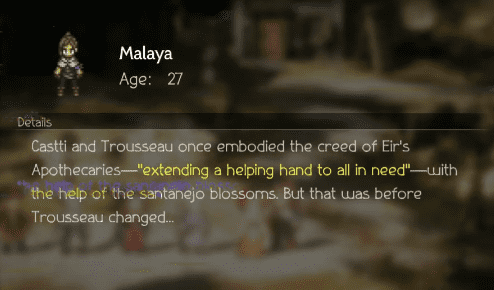 Malaya
Age: 27
Details
Castti and Trousseau once embodied the creed of Eir's
Apothecaries—"extending a helping hand to all in need"—with
the help of the santanejo blossoms. But that was before
Trousseau changed...